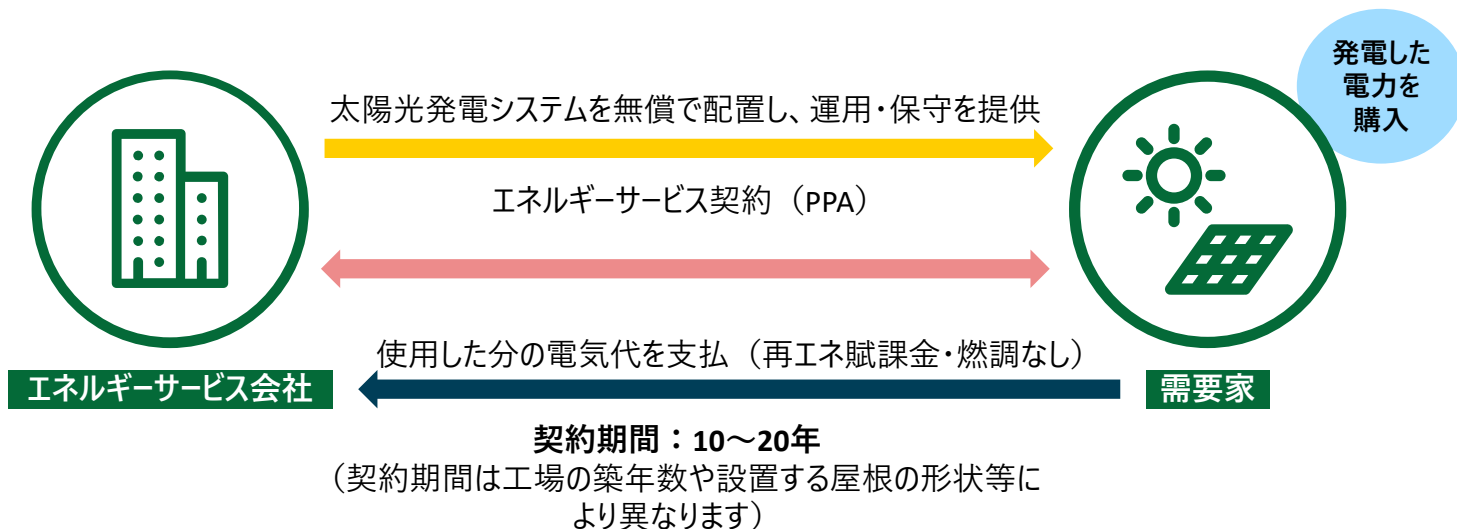 発電した
電力を
購入
太陽光発電システムを無償で配置し、運用・保守を提供
エネルギーサービス契約（PPA）
使用した分の電気代を支払（再エネ賦課金・燃調なし）
エネルギーサービス会社
需要家
契約期間：10～20年
（契約期間は工場の築年数や設置する屋根の形状等に
より異なります）